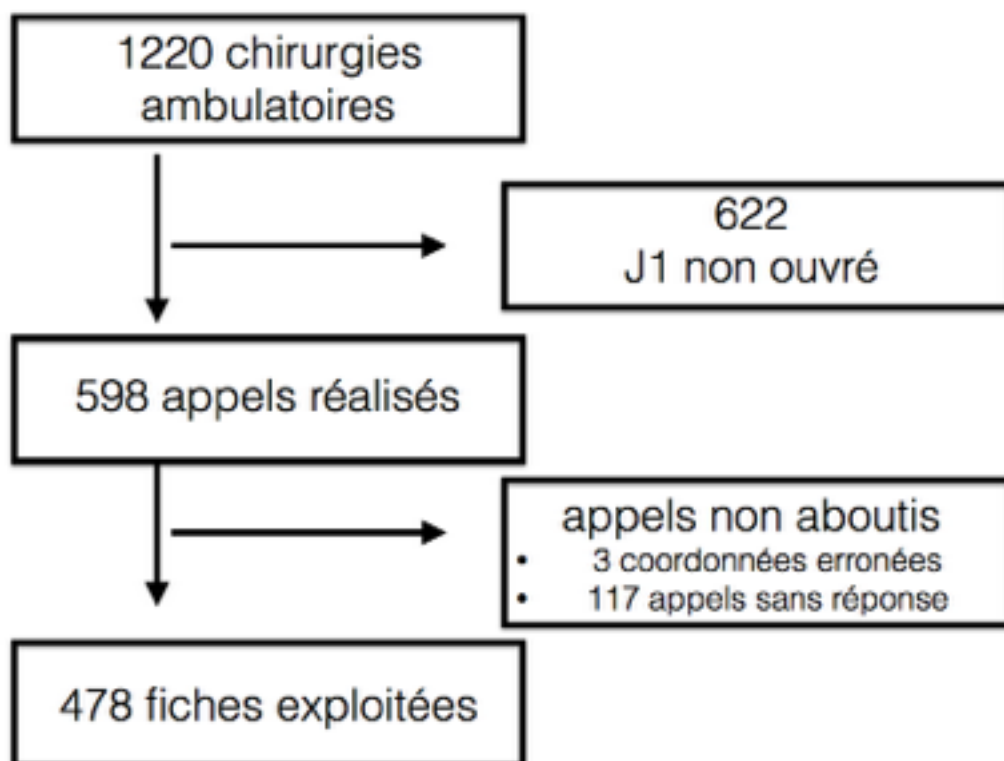 1220 chirurgies
ambulatoires
622
J1 non ouvré
598 appels réalisés
appels non aboutis
• 3 coordonnées erronées
• 117 appels sans réponse
478 fiches exploitées